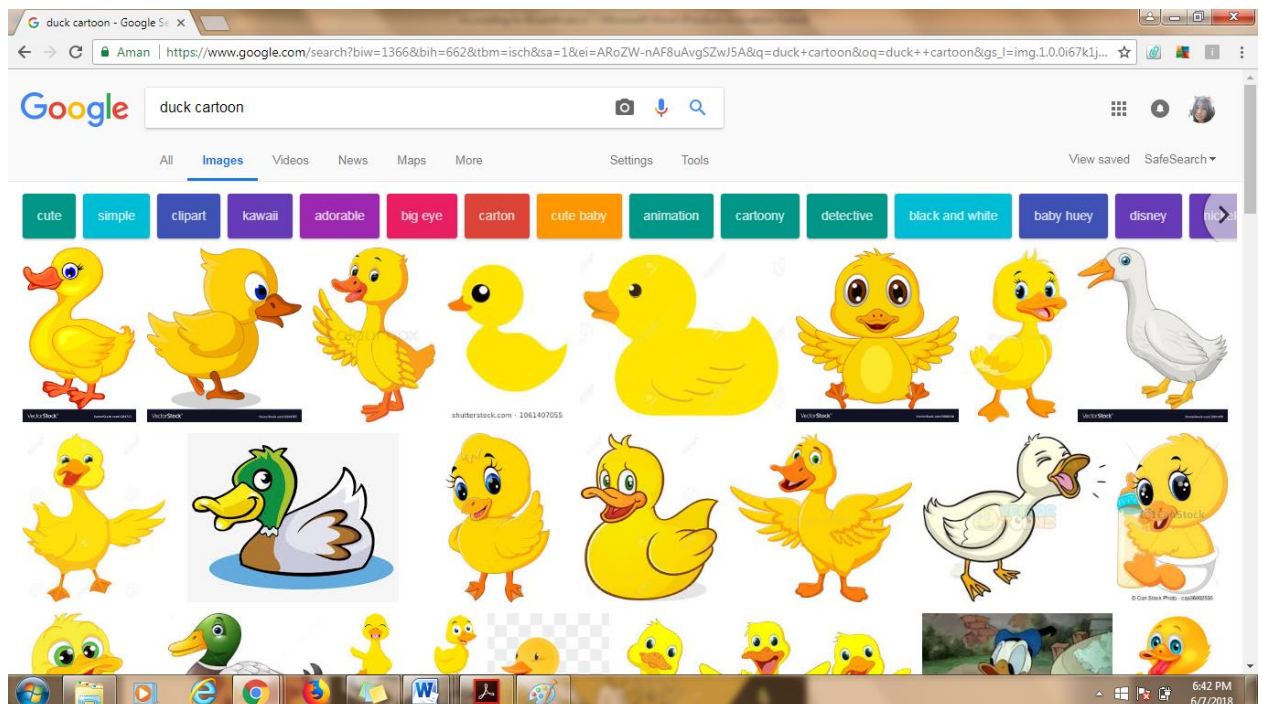 duck cartoon - Google Se
Aman | https://www.google.com/search?biw=1366&bih=662&tbm=isch&sa=1&ei=ARoZW-nAF8uAvgSZwJ5A&q=duck+cartoon&oq=duck++cartoon&gs_l=img.1.0.0i67k1j...
Google duck cartoon
All Images Videos News Maps More Settings Tools View saved SafeSearch
cute simple clipart kawaii adorable big eye carton cute baby animation cartoony detective black and white baby huey disney
VectorStock VectorStock shutterstock.com · 1061407055 VectorStock VectorStock
6:42 PM
6/7/2018